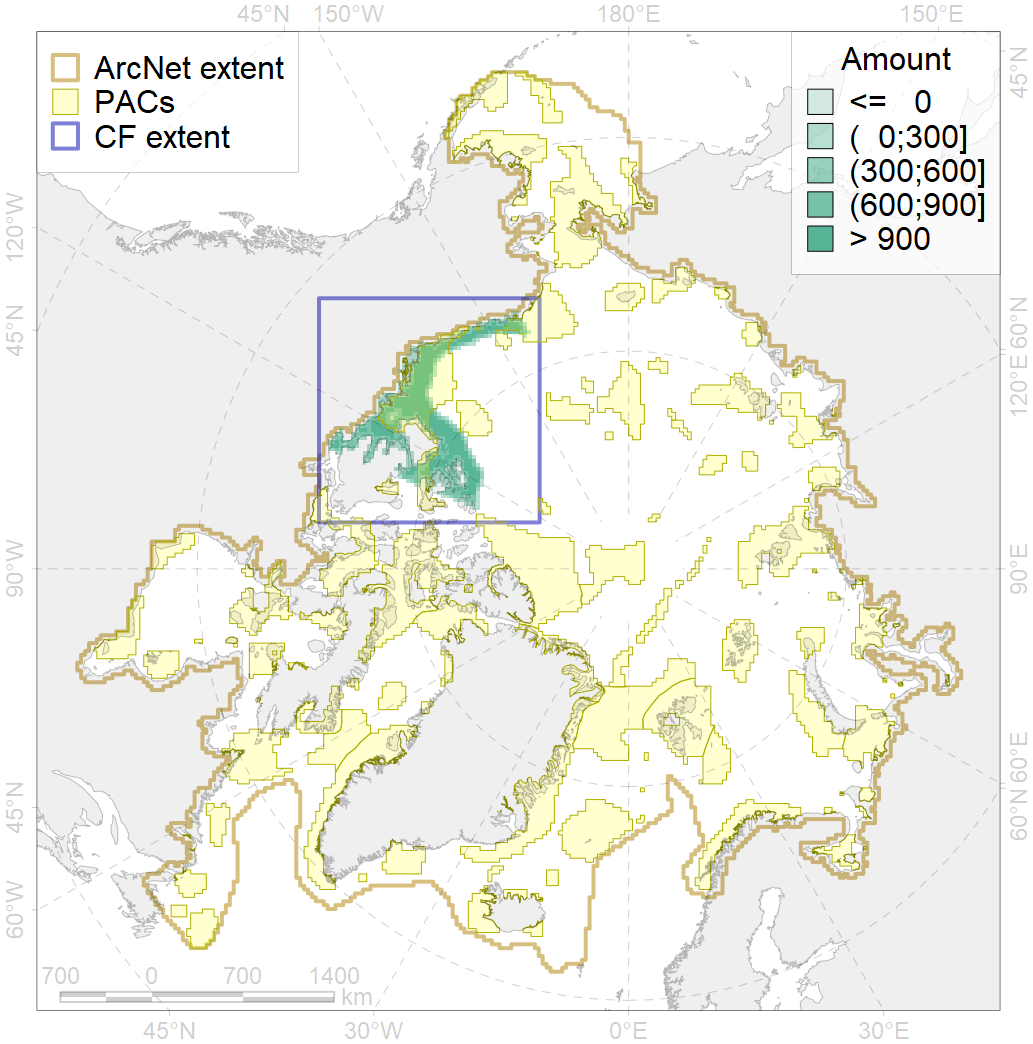 45°N 150°W 180°E 150°E
ArcNet extent
PACs
CF extent
Amount
<= 0
( 0;300]
(300;600]
(600;900]
> 900
45°N
120°W
45°N
90°W
45°N
60°W
60°N
120°E
90°E
60°E
60°N
700 0 700 1400
km
45°N 30°W 0°E 30°E